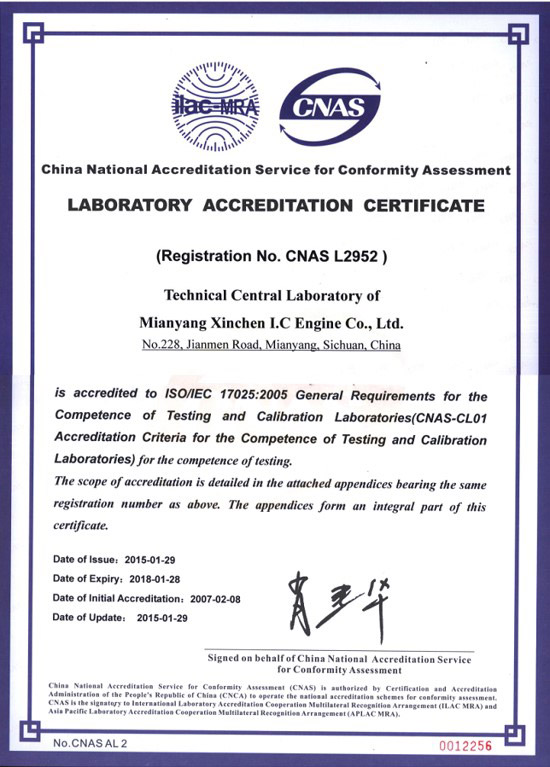 ilac-MRA
CNAS
China National Accreditation Service for Conformity Assessment
LABORATORY ACCREDITATION CERTIFICATE
(Registration No. CNAS L2952 )
Technical Central Laboratory of
Mianyang Xinchen I.C Engine Co., Ltd.
No.228, Jianmen Road, Mianyang, Sichuan, China
is accredited to ISO/IEC 17025:2005 General Requirements for the
Competence of Testing and Calibration Laboratories(CNAS-CL01
Accreditation Criteria for the Competence of Testing and Calibration
Laboratories) for the competence of testing.
The scope of accreditation is detailed in the attached appendices bearing the same
registration number as above. The appendices form an integral part of this
certificate.
Date of Issue: 2015-01-29
Date of Expiry: 2018-01-28
Date of Initial Accreditation: 2007-02-08
Date of Update: 2015-01-29
肖建华
Signed on behalf of China National Accreditation Service
for Conformity Assessment
China National Accreditation Service for Conformity Assessment (CNAS) is authorized by Certification and Accreditation
Administration of the People's Republic of China (CNCA) to operate the national accreditation schemes for conformity assessment.
CNAS is the signatory to International Laboratory Accreditation Cooperation Multilateral Recognition Arrangement (ILAC MRA) and
Asia Pacific Laboratory Accreditation Cooperation Multilateral Recognition Arrangement (APLAC MRA).
No.CNAS AL 2
0012256